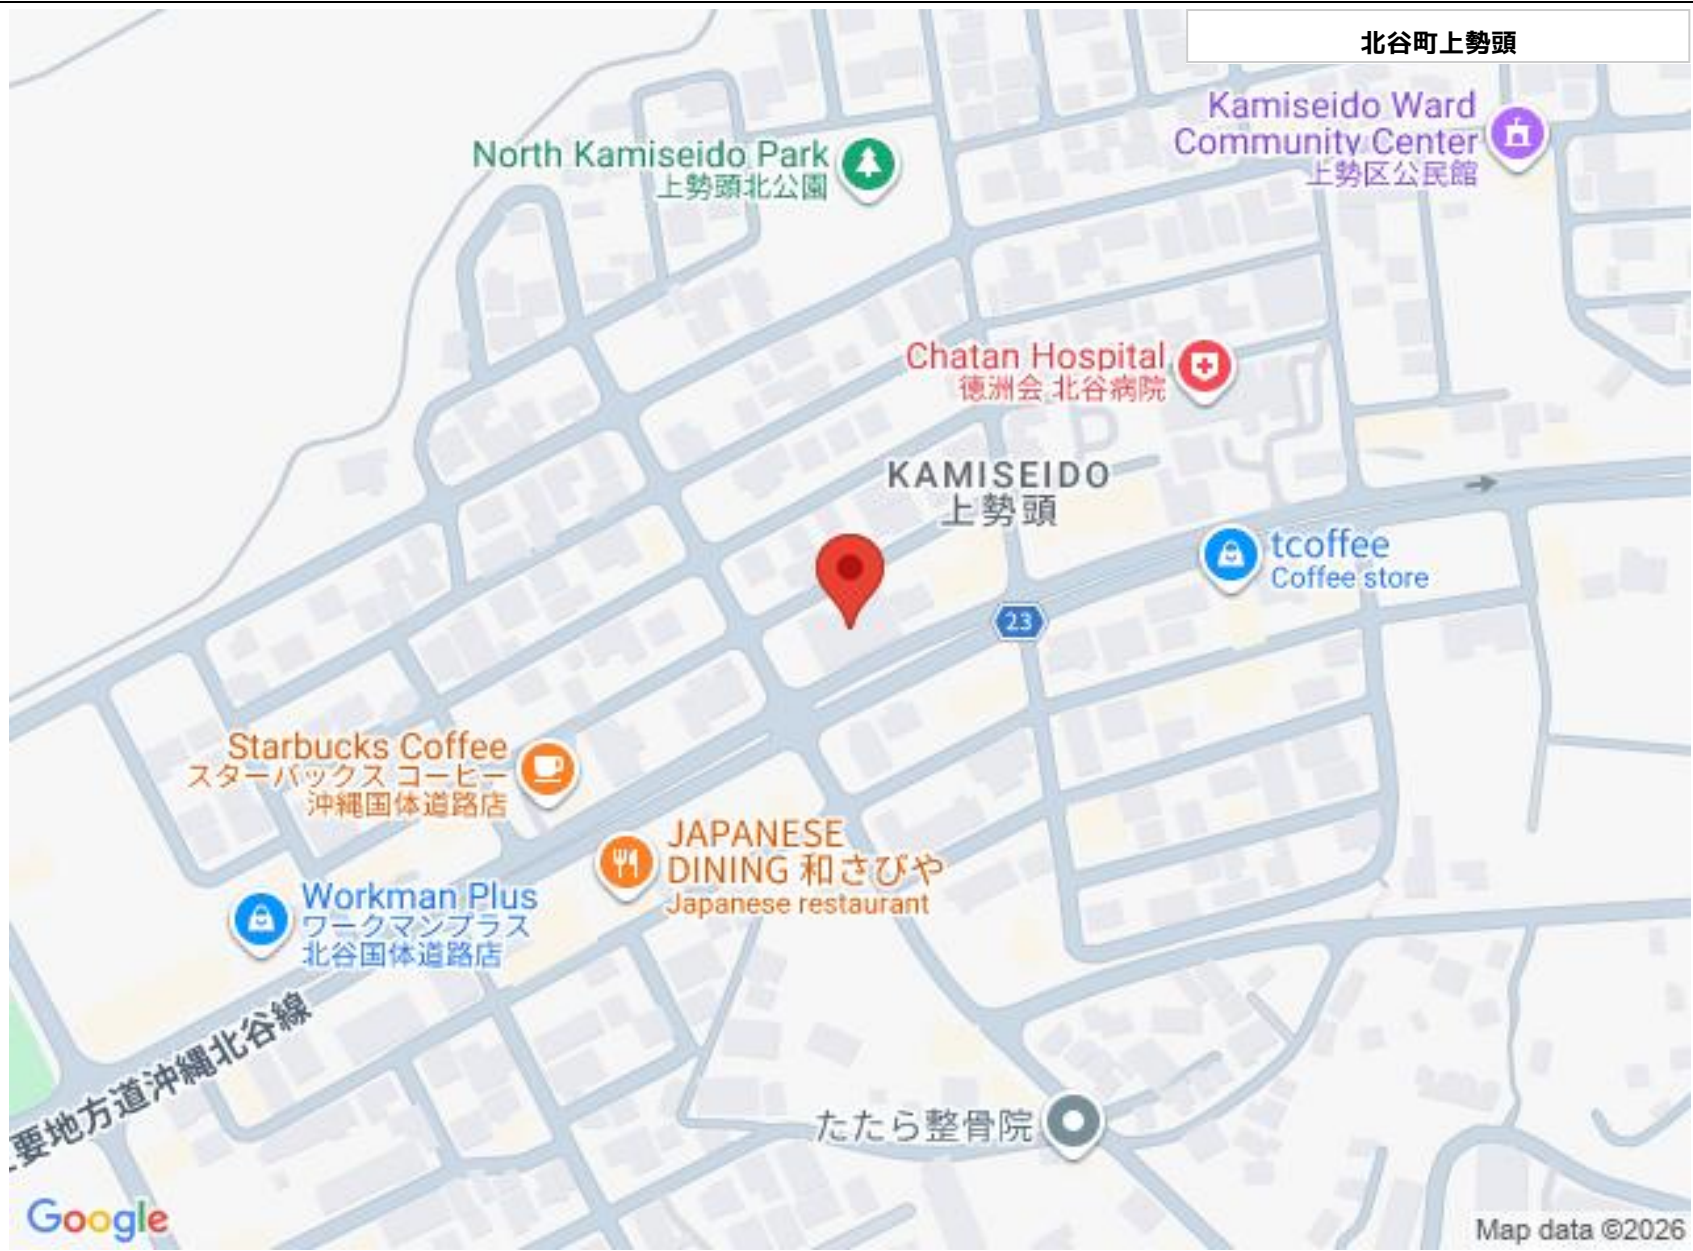 北谷町上勢頭
Kamiseido Ward
Community Center
上勢区公民館
North Kamiseido Park
上勢頭北公園
Chatan Hospital
徳洲会 北谷病院
KAMISEIDO
上勢頭
tcoffee
Coffee store
23
Starbucks Coffee
スターバックス コーヒー
沖縄国体道路店
JAPANESE
DINING 和さびや
Japanese restaurant
Workman Plus
ワークマンプラス
北谷国体道路店
要地方道沖縄北谷線
たたら整骨院
Google
Map data ©2026